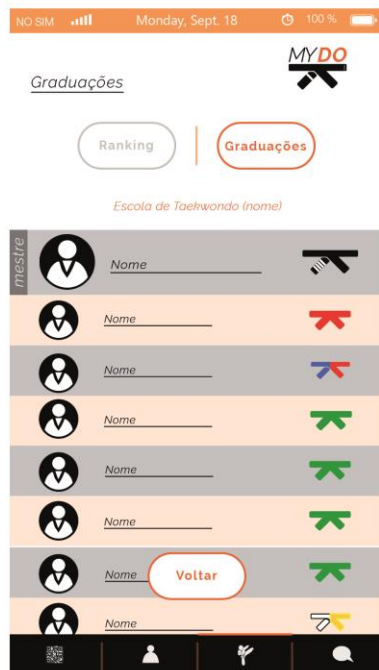 NO SIM Monday, Sept. 18 100 %
MYDO
Graduações
Ranking Graduações
Escola de Taekwondo (nome)
mestre
Nome
Nome
Nome
Nome
Nome
Nome
Nome
Voltar
Nome